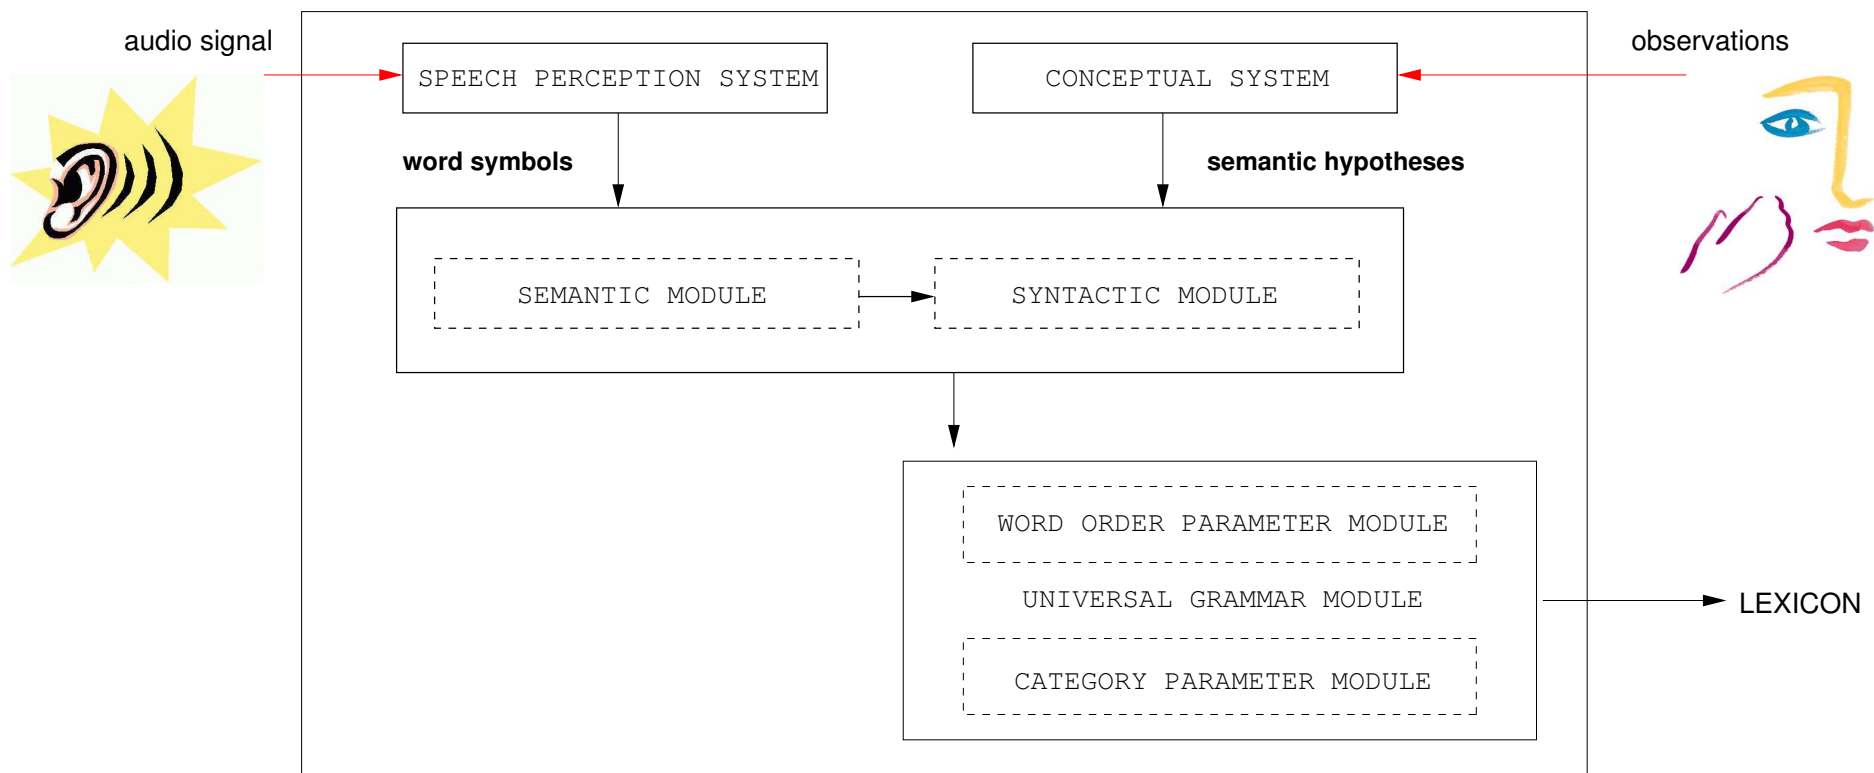 audio signal
observations
SPEECH PERCEPTION SYSTEM
CONCEPTUAL SYSTEM
word symbols
semantic hypotheses
SEMANTIC MODULE
SYNTACTIC MODULE
WORD ORDER PARAMETER MODULE
UNIVERSAL GRAMMAR MODULE
LEXICON
CATEGORY PARAMETER MODULE